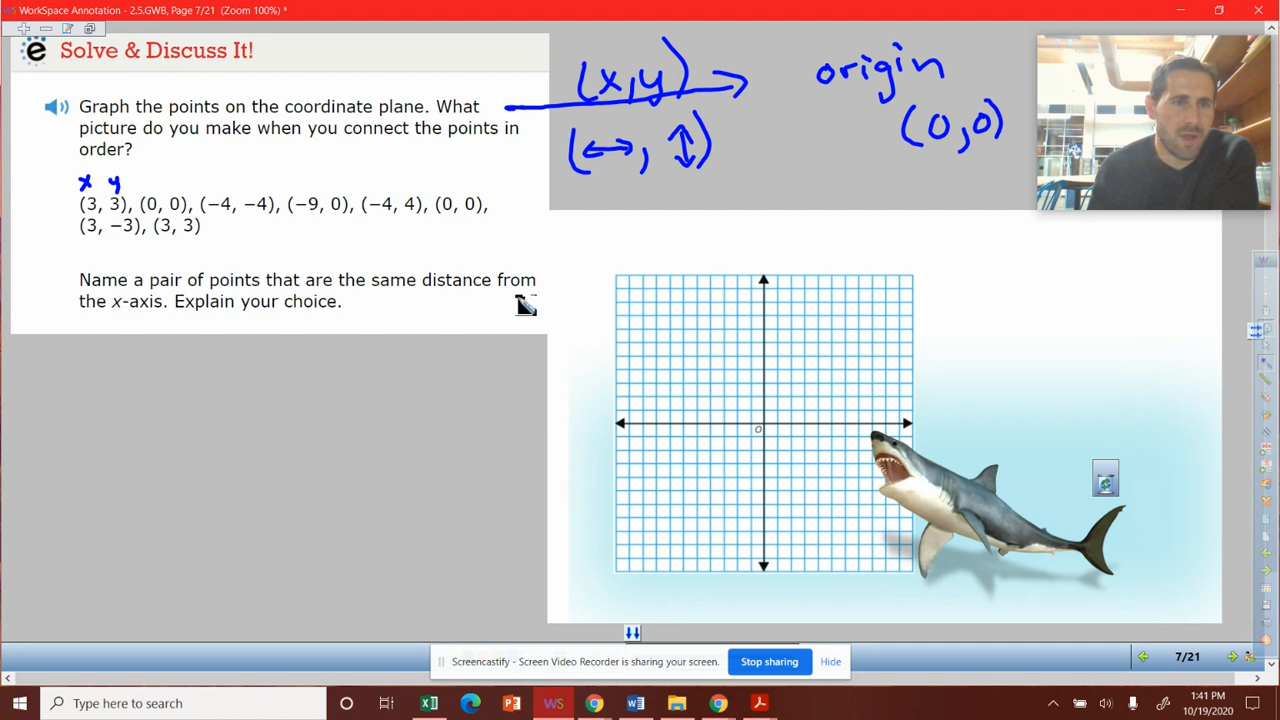 WorkSpace Annotation - 2.5.GWB, Page 7/21 (Zoom 100%) *
Solve & Discuss It!
Graph the points on the coordinate plane. What
picture do you make when you connect the points in
order?
x y
(3, 3), (0, 0), (−4, −4), (−9, 0), (−4, 4), (0, 0),
(3, −3), (3, 3)
Name a pair of points that are the same distance from
the x-axis. Explain your choice.
(x,y)
(↔, ↕)
origin
(0,0)
O
Screencastify - Screen Video Recorder is sharing your screen.
Stop sharing
Hide
7/21
Type here to search
1:41 PM
10/19/2020